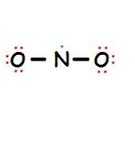 O — N — O